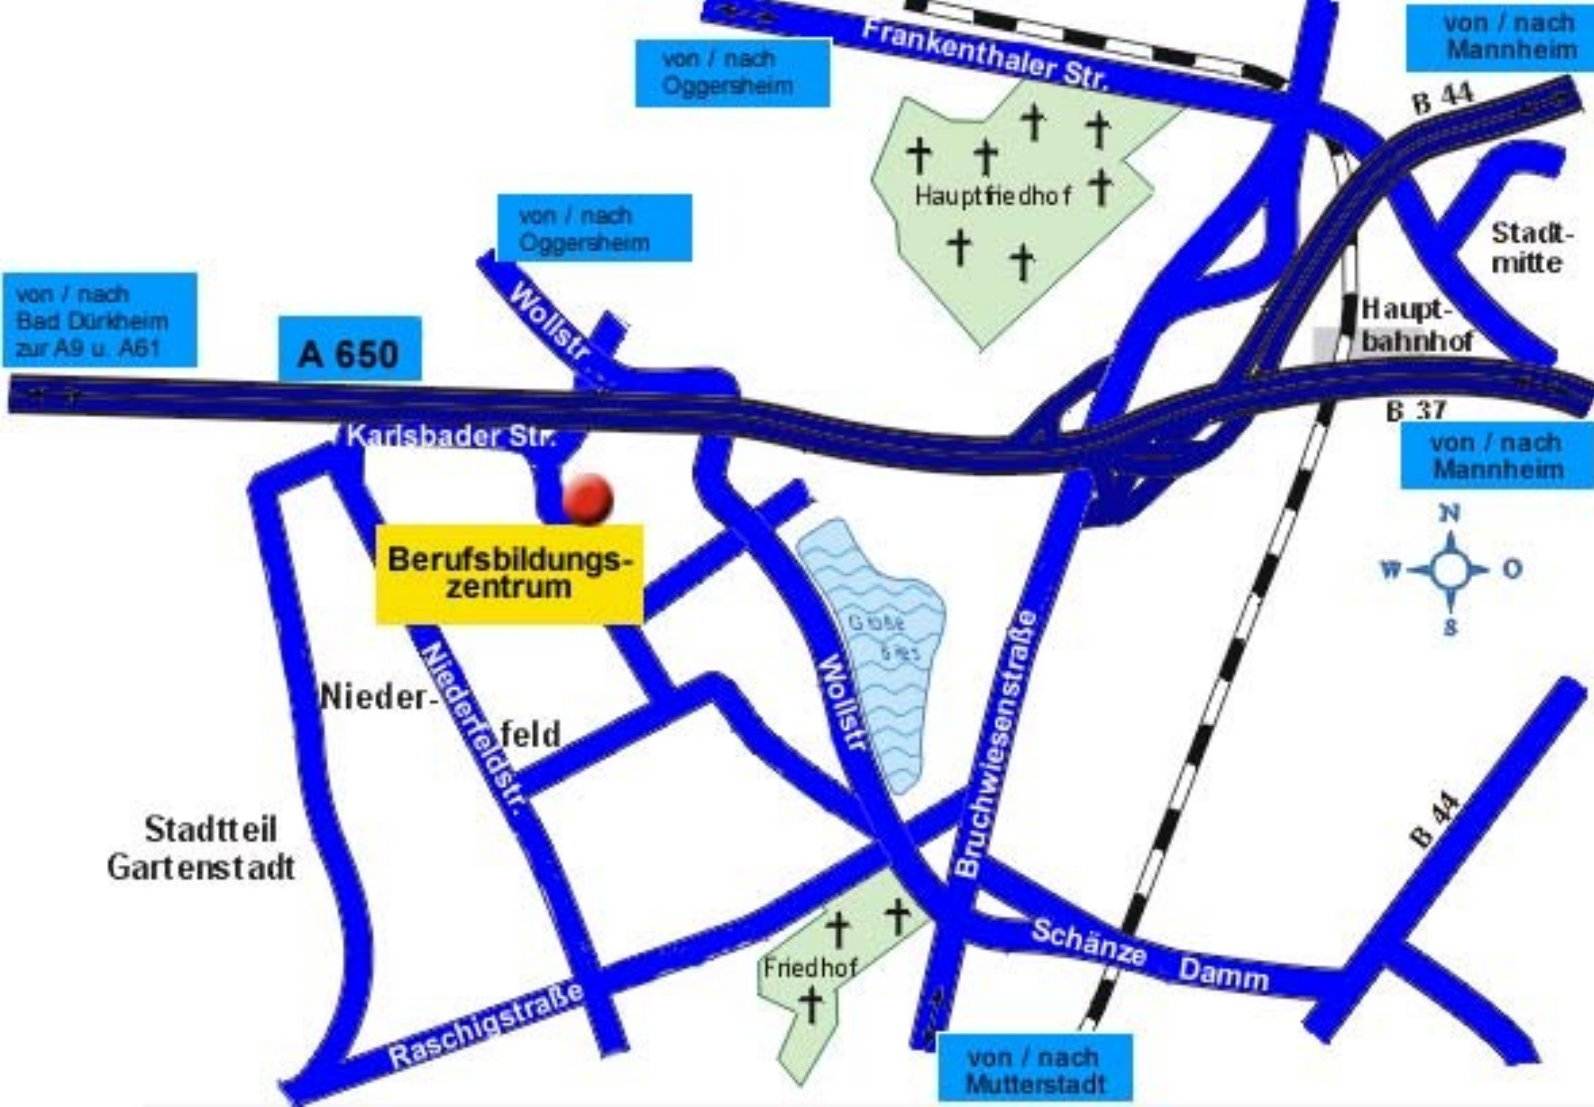 von / nach
Mannheim
Frankenthaler Str.
von / nach
Oggersheim
B 44
Hauptfriedhof
von / nach
Oggersheim
Stadt-
mitte
von / nach
Bad Dürkheim
zur A9 u. A61
Wollstr
Haupt-
bahnhof
A 650
B 37
Karlsbader Str.
von / nach
Mannheim
N
W
O
S
Berufsbildungs-
zentrum
Große
Gies
Wollstr
Bruchwiesenstraße
Nieder-
feld
Niederfeldstr.
Stadtteil
Gartenstadt
B 44
Schänze Damm
Friedhof
Raschigstraße
von / nach
Mutterstadt